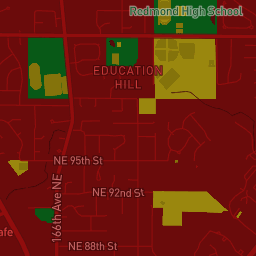 Redmond High School
EDUCATION
HILL
NE 95th St
NE 92nd St
166th Ave NE
NE 88th St